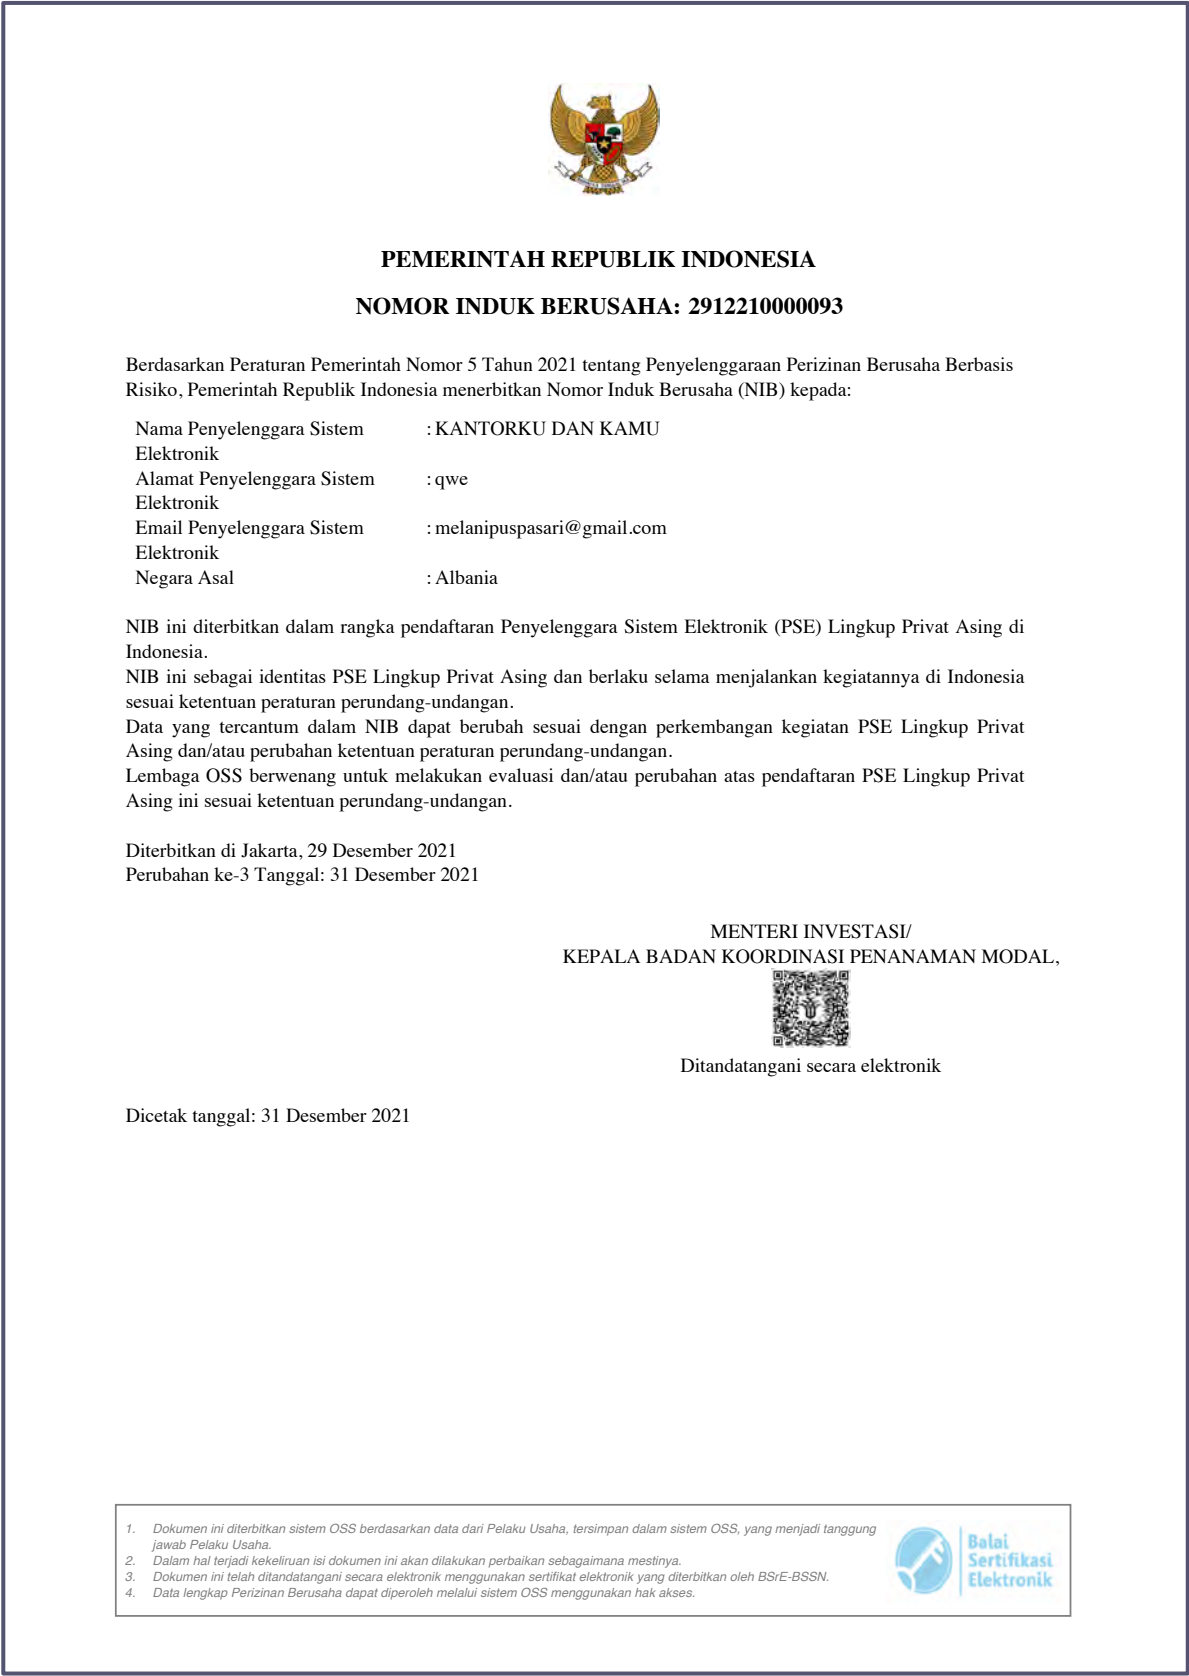 PEMERINTAH REPUBLIK INDONESIA
NOMOR INDUK BERUSAHA: 2912210000093
Berdasarkan Peraturan Pemerintah Nomor 5 Tahun 2021 tentang Penyelenggaraan Perizinan Berusaha Berbasis
Risiko, Pemerintah Republik Indonesia menerbitkan Nomor Induk Berusaha (NIB) kepada:
Nama Penyelenggara Sistem : KANTORKU DAN KAMU
Elektronik
Alamat Penyelenggara Sistem : qwe
Elektronik
Email Penyelenggara Sistem : melanipuspasari@gmail.com
Elektronik
Negara Asal : Albania
NIB ini diterbitkan dalam rangka pendaftaran Penyelenggara Sistem Elektronik (PSE) Lingkup Privat Asing di
Indonesia.
NIB ini sebagai identitas PSE Lingkup Privat Asing dan berlaku selama menjalankan kegiatannya di Indonesia
sesuai ketentuan peraturan perundang-undangan.
Data yang tercantum dalam NIB dapat berubah sesuai dengan perkembangan kegiatan PSE Lingkup Privat
Asing dan/atau perubahan ketentuan peraturan perundang-undangan.
Lembaga OSS berwenang untuk melakukan evaluasi dan/atau perubahan atas pendaftaran PSE Lingkup Privat
Asing ini sesuai ketentuan perundang-undangan.
Diterbitkan di Jakarta, 29 Desember 2021
Perubahan ke-3 Tanggal: 31 Desember 2021
MENTERI INVESTASI/
KEPALA BADAN KOORDINASI PENANAMAN MODAL,
Ditandatangani secara elektronik
Dicetak tanggal: 31 Desember 2021
1. Dokumen ini diterbitkan sistem OSS berdasarkan data dari Pelaku Usaha, tersimpan dalam sistem OSS, yang menjadi tanggung
jawab Pelaku Usaha.
2. Dalam hal terjadi kekeliruan isi dokumen ini akan dilakukan perbaikan sebagaimana mestinya.
3. Dokumen ini telah ditandatangani secara elektronik menggunakan sertifikat elektronik yang diterbitkan oleh BSrE-BSSN.
4. Data lengkap Perizinan Berusaha dapat diperoleh melalui sistem OSS menggunakan hak akses.
Balai
Sertifikasi
Elektronik